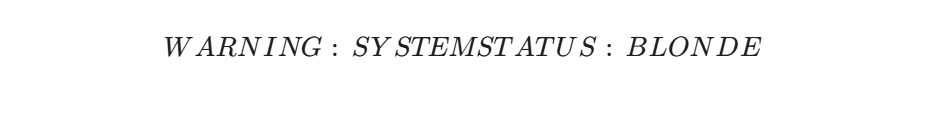 WARNING : SYSTEMSTATUS : BLONDE